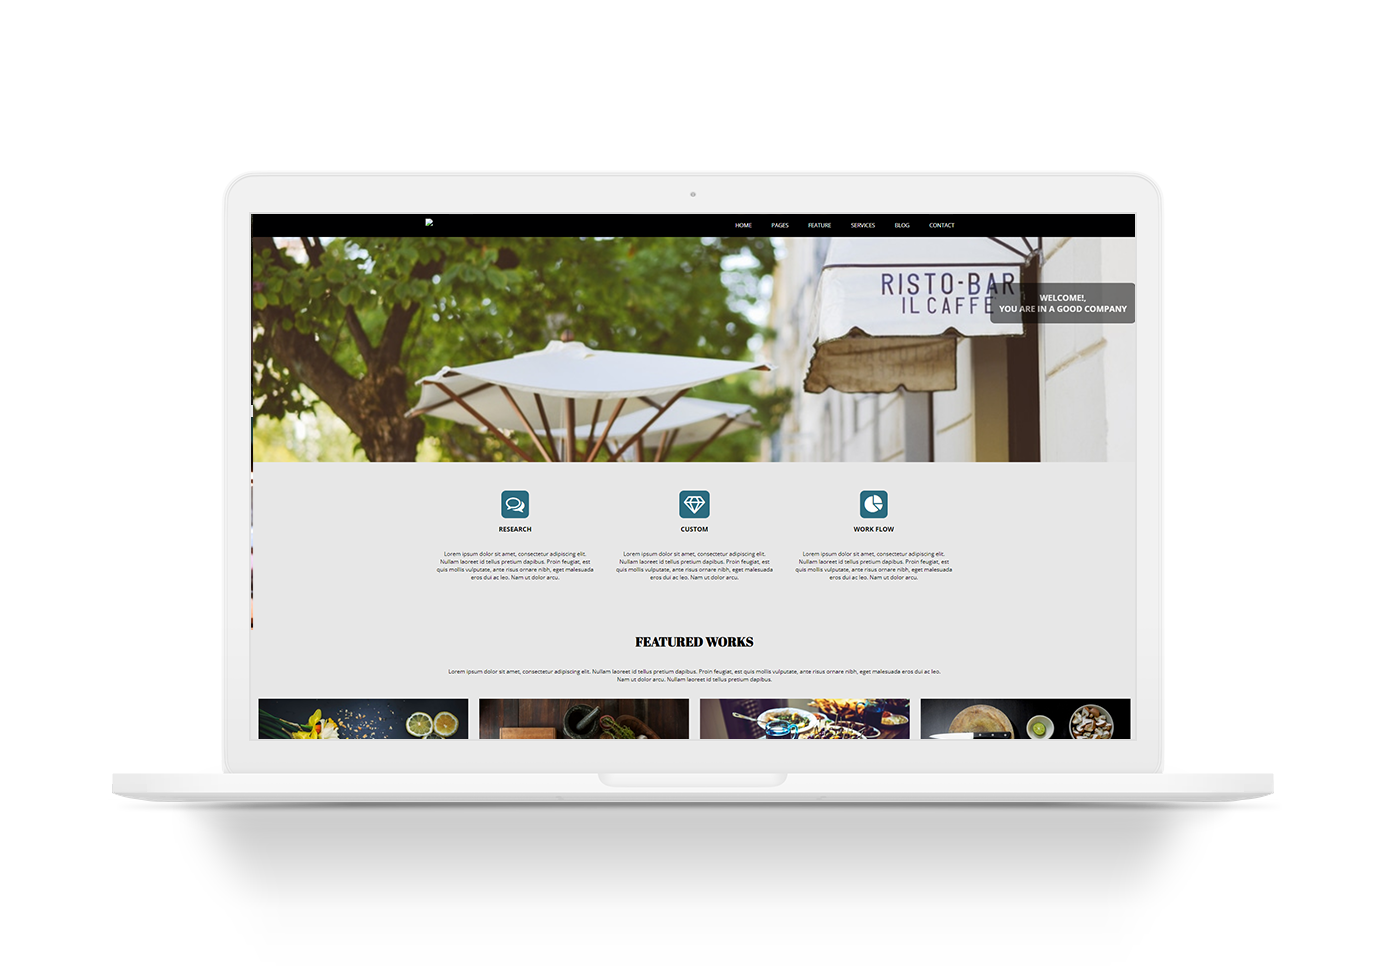 HOME PAGES FEATURE SERVICES BLOG CONTACT
RISTO-BAR
IL CAFFE
WELCOME!,
YOU ARE IN A GOOD COMPANY
RESEARCH
Lorem ipsum dolor sit amet, consectetur adipiscing elit.
Nullam laoreet id tellus pretium dapibus. Proin feugiat, est
quis mollis vulputate, ante risus ornare nibh, eget malesuada
eros dui ac leo. Nam ut dolor arcu.
CUSTOM
Lorem ipsum dolor sit amet, consectetur adipiscing elit.
Nullam laoreet id tellus pretium dapibus. Proin feugiat, est
quis mollis vulputate, ante risus ornare nibh, eget malesuada
eros dui ac leo. Nam ut dolor arcu.
WORK FLOW
Lorem ipsum dolor sit amet, consectetur adipiscing elit.
Nullam laoreet id tellus pretium dapibus. Proin feugiat, est
quis mollis vulputate, ante risus ornare nibh, eget malesuada
eros dui ac leo. Nam ut dolor arcu.
FEATURED WORKS
Lorem ipsum dolor sit amet, consectetur adipiscing elit. Nullam laoreet id tellus pretium dapibus. Proin feugiat, est quis mollis vulputate, ante risus ornare nibh, eget malesuada eros dui ac leo.
Nam ut dolor arcu. Nullam laoreet id tellus pretium dapibus.